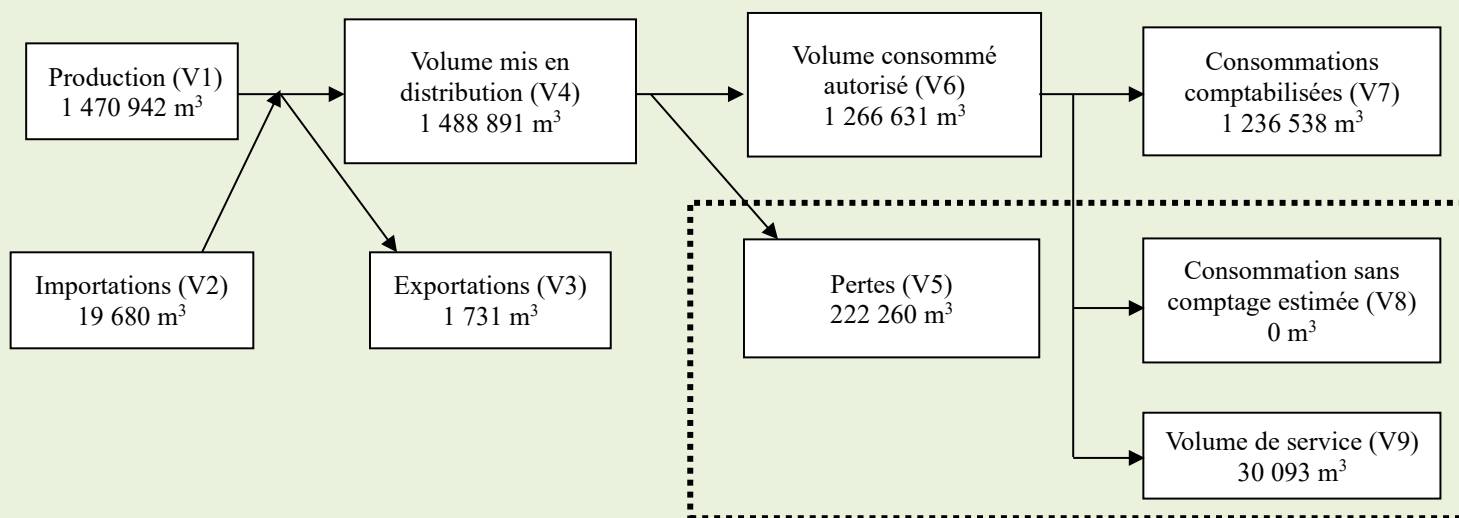 Production (V1)
1 470 942 m³
Volume mis en
distribution (V4)
1 488 891 m³
Volume consommé
autorisé (V6)
1 266 631 m³
Consommations
comptabilisées (V7)
1 236 538 m³
Importations (V2)
19 680 m³
Exportations (V3)
1 731 m³
Pertes (V5)
222 260 m³
Consommation sans
comptage estimée (V8)
0 m³
Volume de service (V9)
30 093 m³